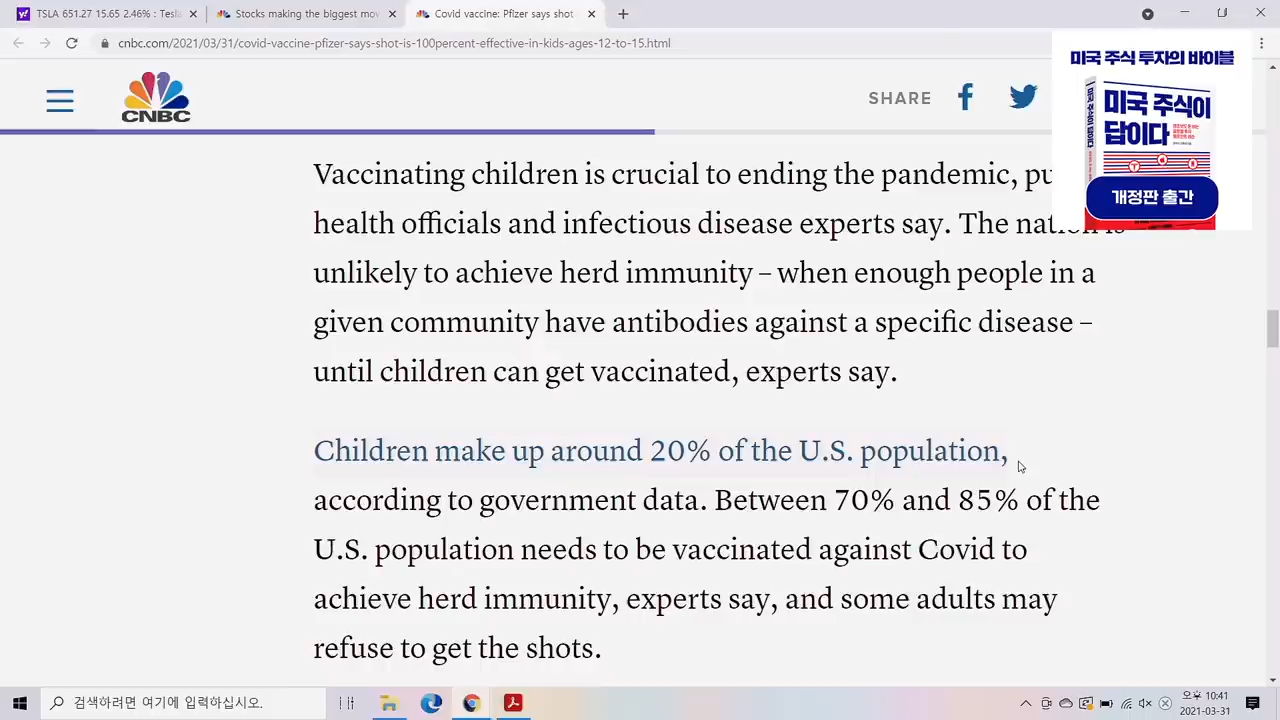 TSLA 651.27 15.65 2.46% : Tesla
Stocks making the biggest mov
Covid vaccine: Pfizer says shot
cnbc.com/2021/03/31/covid-vaccine-pfizer-says-shot-is-100percent-effective-in-kids-ages-12-to-15.html
CNBC
SHARE
미국 주식 투자의 바이블
미국 주식이
답이다
개정판 출간
Vaccinating children is crucial to ending the pandemic, pu
health officials and infectious disease experts say. The nation is
unlikely to achieve herd immunity – when enough people in a
given community have antibodies against a specific disease –
until children can get vaccinated, experts say.
Children make up around 20% of the U.S. population,
according to government data. Between 70% and 85% of the
U.S. population needs to be vaccinated against Covid to
achieve herd immunity, experts say, and some adults may
refuse to get the shots.
검색하려면 여기에 입력하십시오.
오후 10:41
2021-03-31